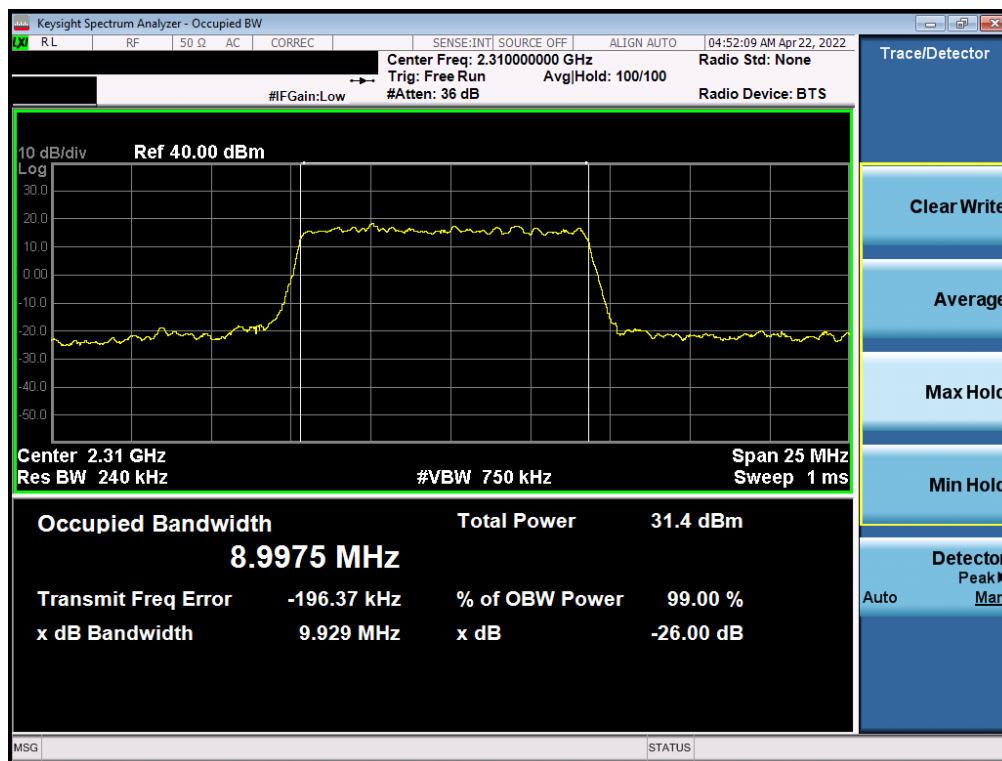 Keysight Spectrum Analyzer - Occupied BW
LXI RL RF 50 Ω AC CORREC SENSE:INT SOURCE OFF ALIGN AUTO 04:52:09 AM Apr 22, 2022
Center Freq: 2.310000000 GHz Radio Std: None
Trig: Free Run Avg|Hold: 100/100
#IFGain:Low #Atten: 36 dB Radio Device: BTS
Trace/Detector
10 dB/div Ref 40.00 dBm
Log
30.0
20.0
10.0
0.00
-10.0
-20.0
-30.0
-40.0
-50.0
Center 2.31 GHz Span 25 MHz
Res BW 240 kHz #VBW 750 kHz Sweep 1 ms
Occupied Bandwidth Total Power 31.4 dBm
8.9975 MHz
Transmit Freq Error -196.37 kHz % of OBW Power 99.00 %
x dB Bandwidth 9.929 MHz x dB -26.00 dB
Clear Write
Average
Max Hold
Min Hold
Detector
Peak
Auto Man
MSG STATUS